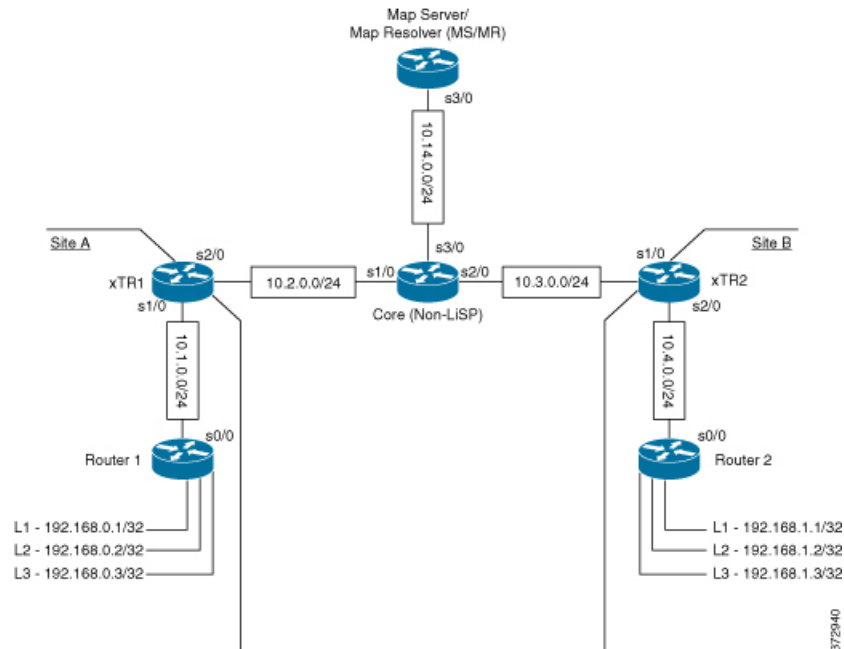 Map Server/
Map Resolver (MS/MR)
s3/0
10.14.0.0/24
s3/0
Site A
Site B
s2/0
s1/0
xTR1
10.2.0.0/24
s1/0
s2/0
10.3.0.0/24
xTR2
s1/0
Core (Non-LiSP)
s2/0
10.1.0.0/24
10.4.0.0/24
s0/0
s0/0
Router 1
Router 2
L1 - 192.168.0.1/32
L2 - 192.168.0.2/32
L3 - 192.168.0.3/32
L1 - 192.168.1.1/32
L2 - 192.168.1.2/32
L3 - 192.168.1.3/32
372940